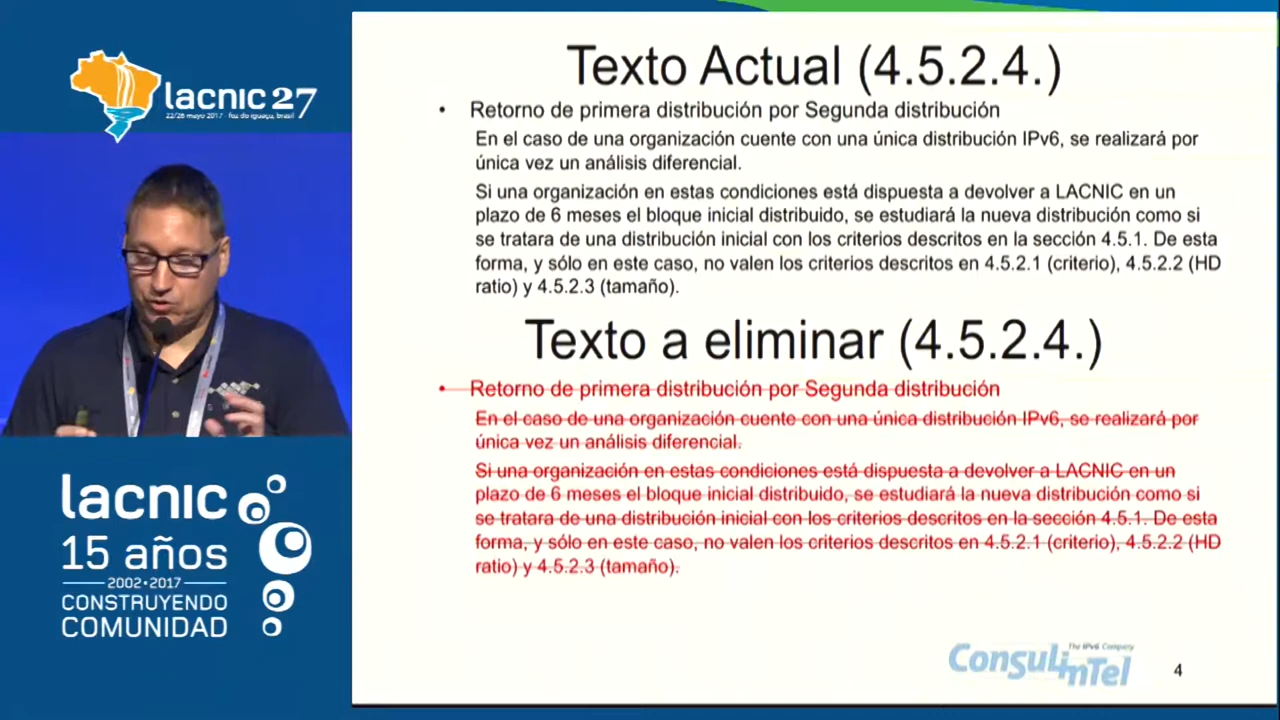 lacnic 27
22/26 mayo 2017 - foz do iguaçu, brasil
lacnic
15 años
2002•2017
CONSTRUYENDO
COMUNIDAD
Texto Actual (4.5.2.4.)
• Retorno de primera distribución por Segunda distribución
En el caso de una organización cuente con una única distribución IPv6, se realizará por
única vez un análisis diferencial.
Si una organización en estas condiciones está dispuesta a devolver a LACNIC en un
plazo de 6 meses el bloque inicial distribuido, se estudiará la nueva distribución como si
se tratara de una distribución inicial con los criterios descritos en la sección 4.5.1. De esta
forma, y sólo en este caso, no valen los criterios descritos en 4.5.2.1 (criterio), 4.5.2.2 (HD
ratio) y 4.5.2.3 (tamaño).
Texto a eliminar (4.5.2.4.)
• Retorno de primera distribución por Segunda distribución
En el caso de una organización cuente con una única distribución IPv6, se realizará por
única vez un análisis diferencial.
Si una organización en estas condiciones está dispuesta a devolver a LACNIC en un
plazo de 6 meses el bloque inicial distribuido, se estudiará la nueva distribución como si
se tratara de una distribución inicial con los criterios descritos en la sección 4.5.1. De esta
forma, y sólo en este caso, no valen los criterios descritos en 4.5.2.1 (criterio), 4.5.2.2 (HD
ratio) y 4.5.2.3 (tamaño).
The IPv6 Company
ConsulinTel
4